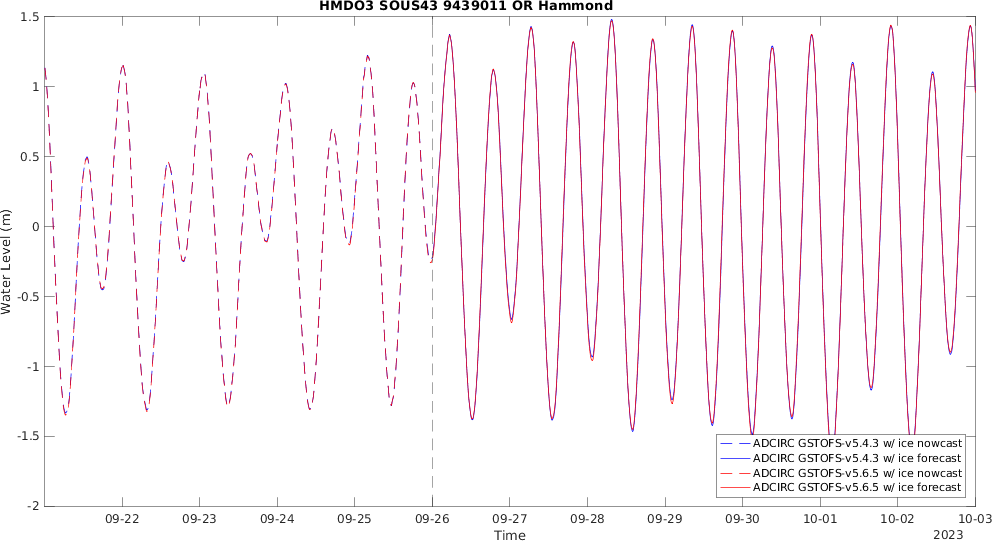 HMDO3 SOUS43 9439011 OR Hammond
1.5
1
0.5
0
-0.5
-1
-1.5
-2
Water Level (m)
09-22 09-23 09-24 09-25 09-26 09-27 09-28 09-29 09-30 10-01 10-02 10-03
Time
2023
ADCIRC GSTOFS-v5.4.3 w/ ice nowcast
ADCIRC GSTOFS-v5.4.3 w/ ice forecast
ADCIRC GSTOFS-v5.6.5 w/ ice nowcast
ADCIRC GSTOFS-v5.6.5 w/ ice forecast